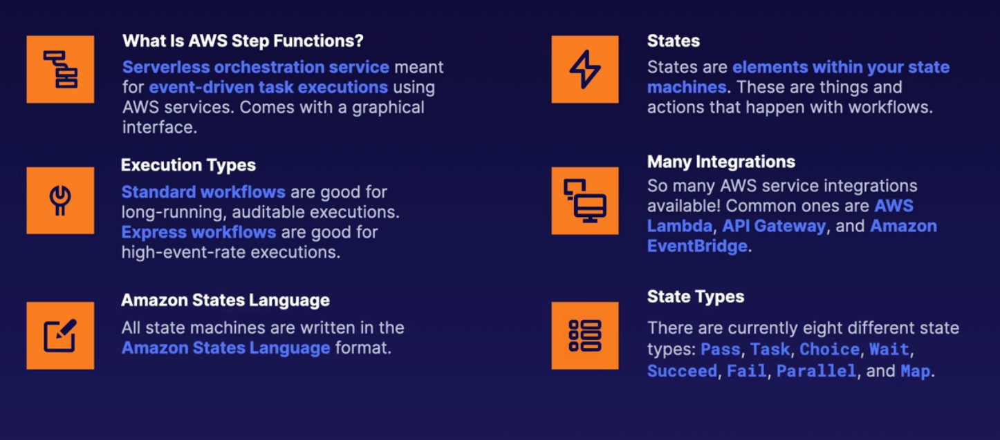 What Is AWS Step Functions?
Serverless orchestration service meant
for event-driven task executions using
AWS services. Comes with a graphical
interface.
Execution Types
Standard workflows are good for
long-running, auditable executions.
Express workflows are good for
high-event-rate executions.
Amazon States Language
All state machines are written in the
Amazon States Language format.
States
States are elements within your state
machines. These are things and
actions that happen with workflows.
Many Integrations
So many AWS service integrations
available! Common ones are AWS
Lambda, API Gateway, and Amazon
EventBridge.
State Types
There are currently eight different state
types: Pass, Task, Choice, Wait,
Succeed, Fail, Parallel, and Map.